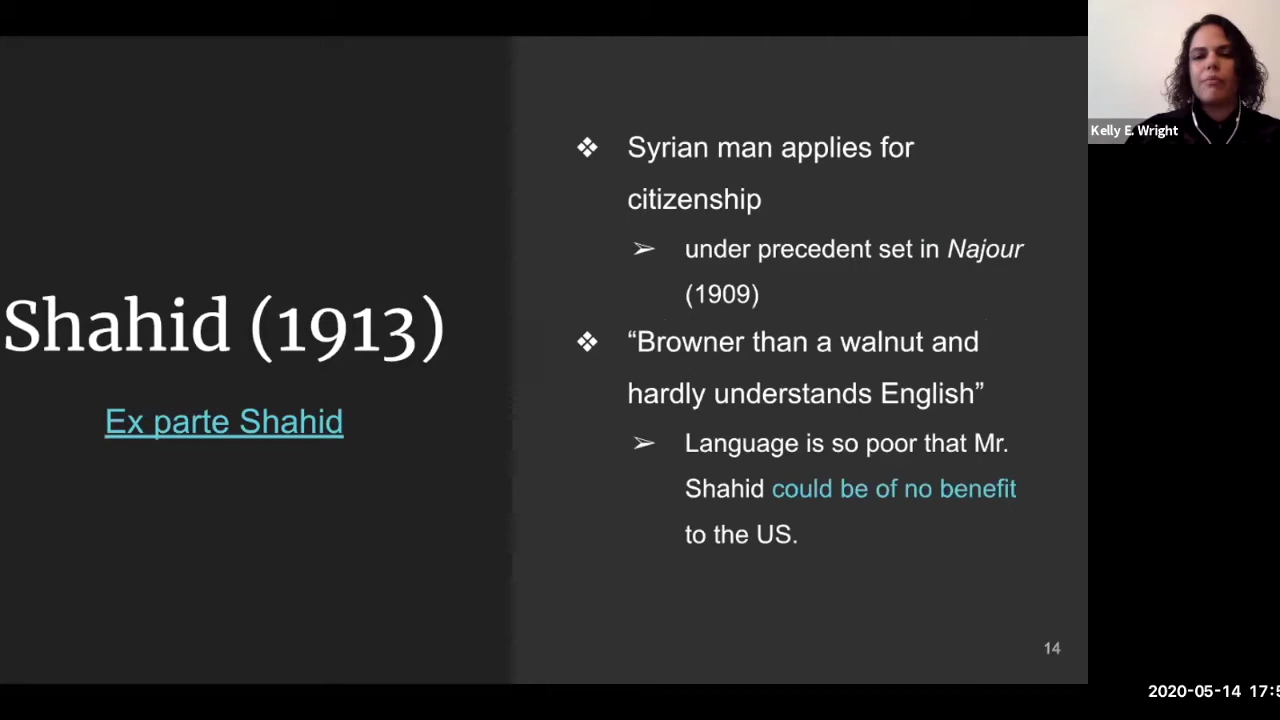 Shahid (1913)
Ex parte Shahid
❖ Syrian man applies for
citizenship
➢ under precedent set in Najour
(1909)
❖ “Browner than a walnut and
hardly understands English”
➢ Language is so poor that Mr.
Shahid could be of no benefit
to the US.
14
Kelly E. Wright
2020-05-14 17:5